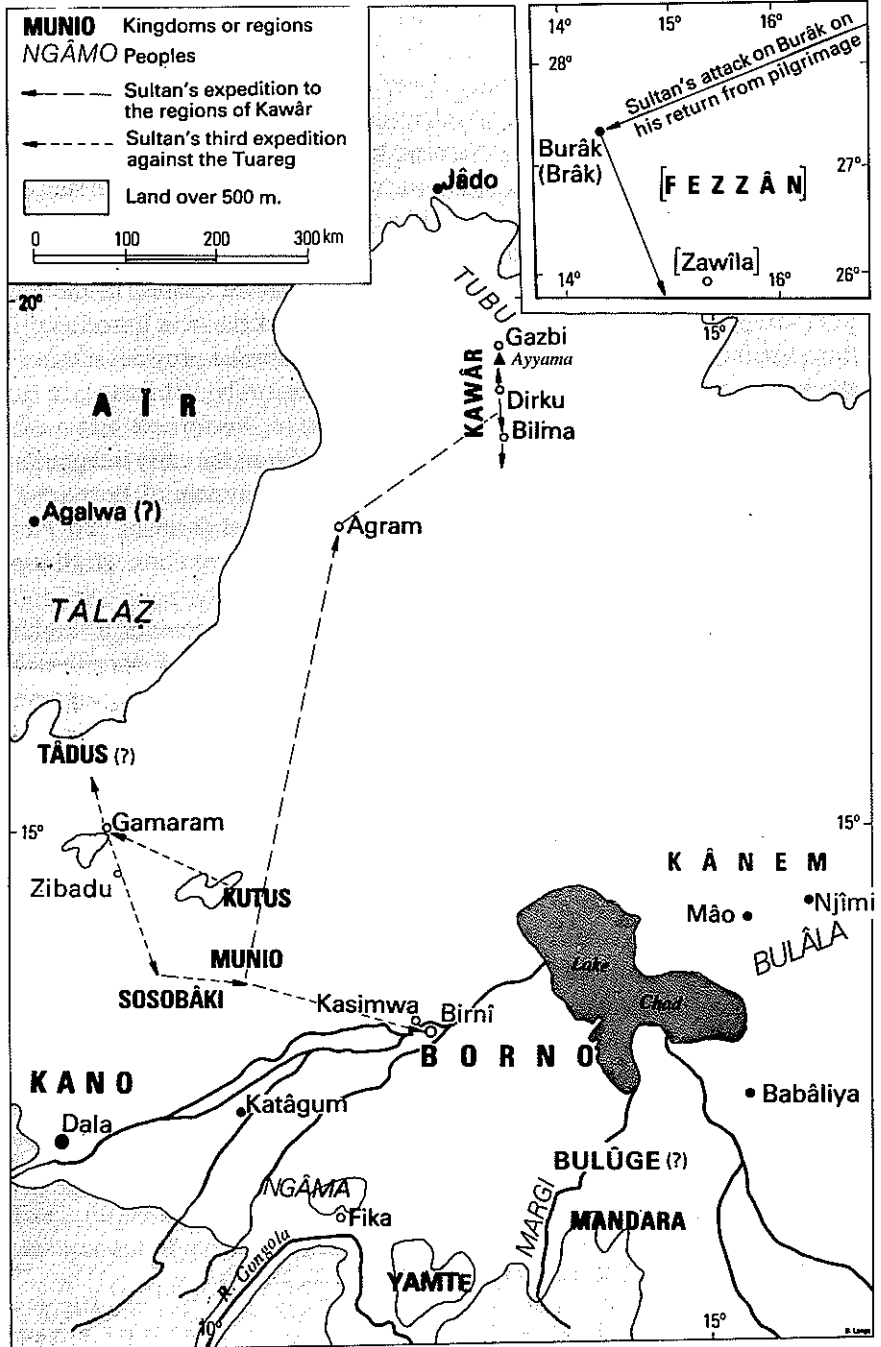 MUNIO Kingdoms or regions
NGÂMO Peoples
Sultan's expedition to
the regions of Kawâr
Sultan's third expedition
against the Tuareg
Land over 500 m.
0 100 200 300 km
14° 15° 16°
28°
Sultan's attack on Burâk on
his return from pilgrimage
Burâk
(Brâk)
27°
[FEZZÂN]
[Zawîla]
14° 16° 26°
Jâdo
20°
15°
TUBU
Gazbi
Ayyama
KAWÂR
Dirku
Bilma
AÏR
Agalwa (?)
Agram
TALAZ
TÂDUS (?)
15° Gamaram 15°
Zibadu
KUTUS
KÂNEM
Mâo
Njîmi
BULÂLA
MUNIO
SOSOBÂKI
Lake
Chad
Kasimwa
Birnî
BORNO
KANO
Katâgum
Babâliya
Dala
BULÛGE (?)
NGÂMA
Fika
MARGI
MANDARA
R. Gongola
YAMTE
10°
15°